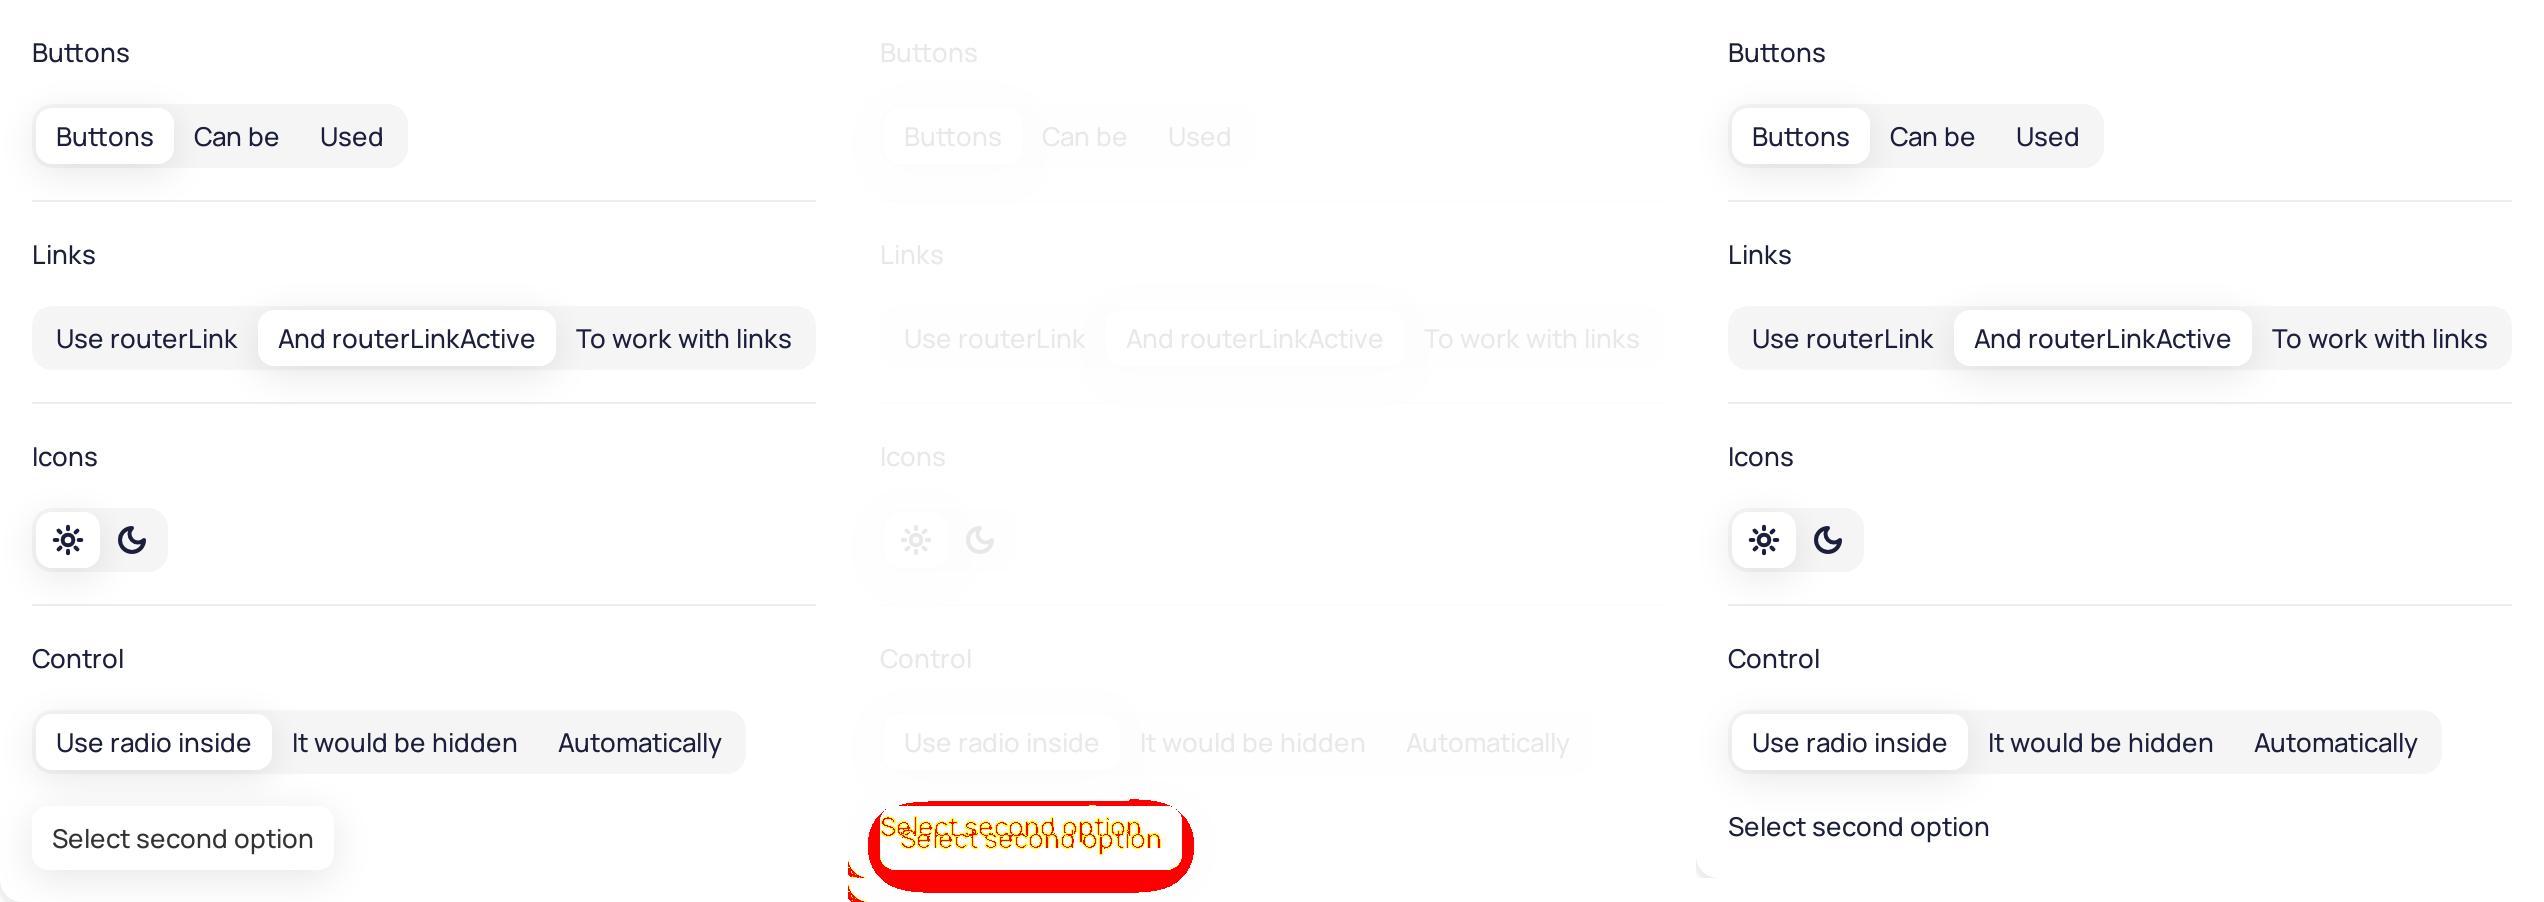 Buttons
Buttons Can be Used
Links
Use routerLink And routerLinkActive To work with links
Icons
Control
Use radio inside It would be hidden Automatically
Select second option
Buttons
Buttons Can be Used
Links
Use routerLink And routerLinkActive To work with links
Icons
Control
Use radio inside It would be hidden Automatically
Select second option
Select second option
Buttons
Buttons Can be Used
Links
Use routerLink And routerLinkActive To work with links
Icons
Control
Use radio inside It would be hidden Automatically
Select second option